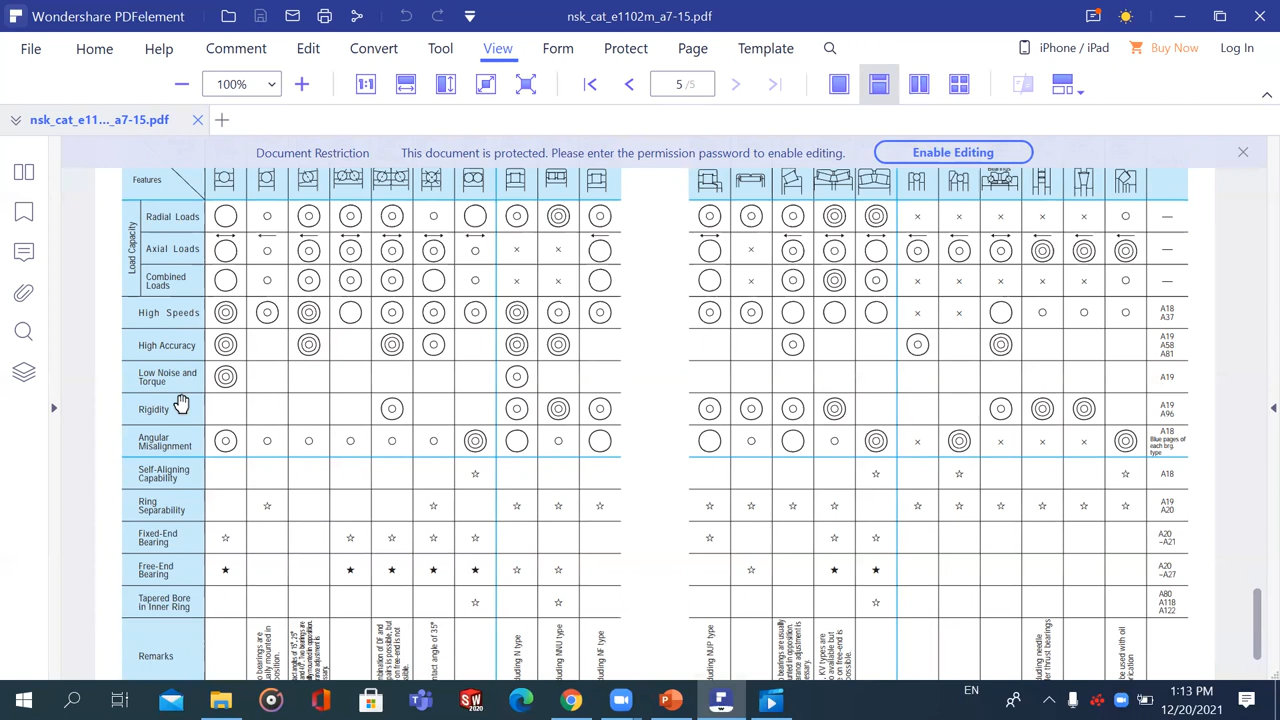 Wondershare PDFelement
nsk_cat_e1102m_a7-15.pdf
File Home Help Comment Edit Convert Tool View Form Protect Page Template iPhone / iPad Buy Now Log In
100% 5 /5
nsk_cat_e11..._a7-15.pdf
Document Restriction This document is protected. Please enter the permission password to enable editing. Enable Editing
Features
Load Capacity
Radial Loads
Axial Loads
Combined
Loads
High Speeds
A18
A37
High Accuracy
A19
A58
A81
Low Noise and
Torque
A19
Rigidity
A19
A96
Angular
Misalignment
A18
Blue pages of
each brg.
type
Self-Aligning
Capability
A18
Ring
Separability
A19
A20
Fixed-End
Bearing
A20
~A21
Free-End
Bearing
A20
~A27
Tapered Bore
in Inner Ring
A80
A118
A122
Remarks
EN
1:13 PM
12/20/2021